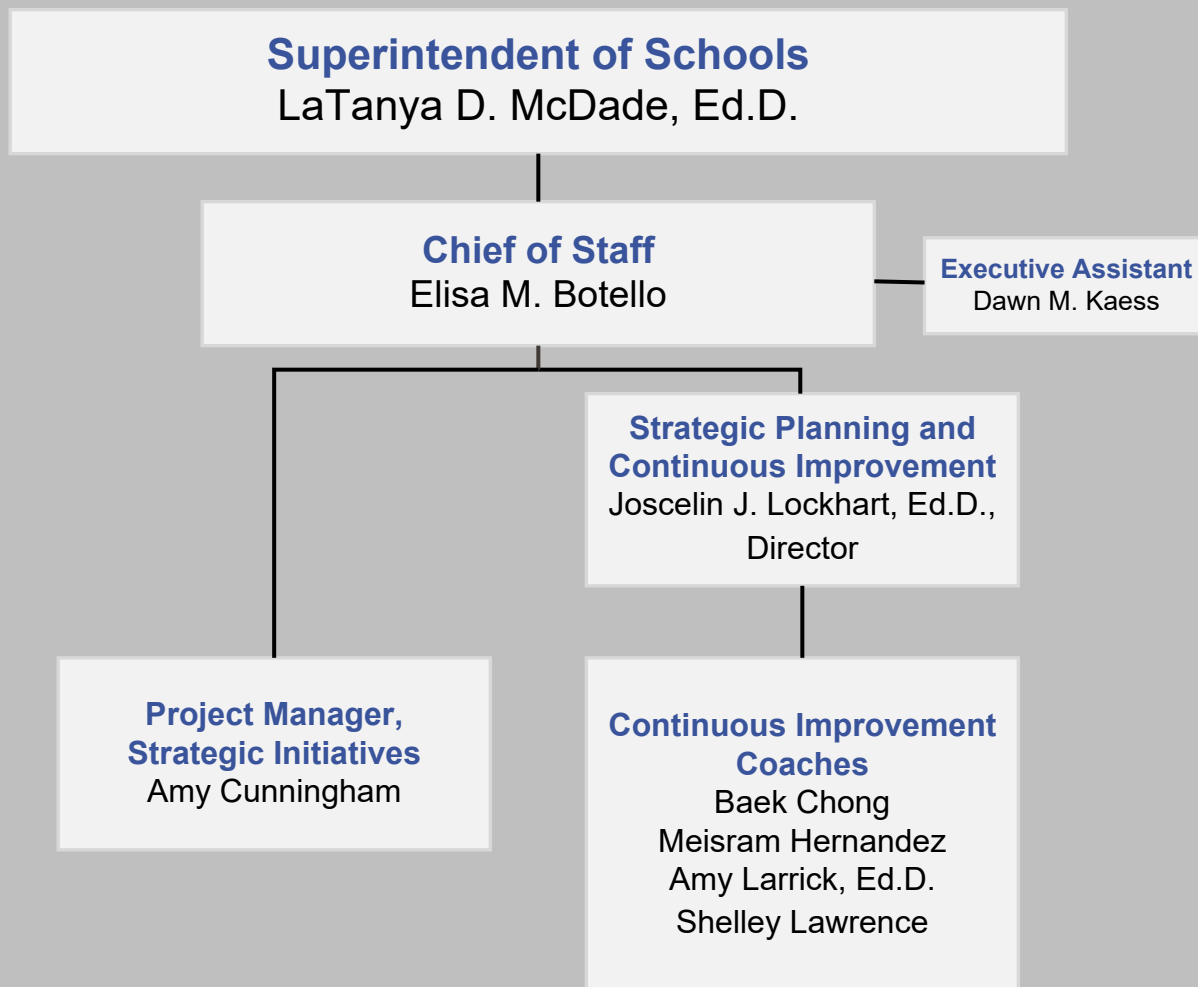 Superintendent of Schools
LaTanya D. McDade, Ed.D.
Chief of Staff
Elisa M. Botello
Executive Assistant
Dawn M. Kaess
Strategic Planning and
Continuous Improvement
Joscelin J. Lockhart, Ed.D.,
Director
Project Manager,
Strategic Initiatives
Amy Cunningham
Continuous Improvement
Coaches
Baek Chong
Meisram Hernandez
Amy Larrick, Ed.D.
Shelley Lawrence